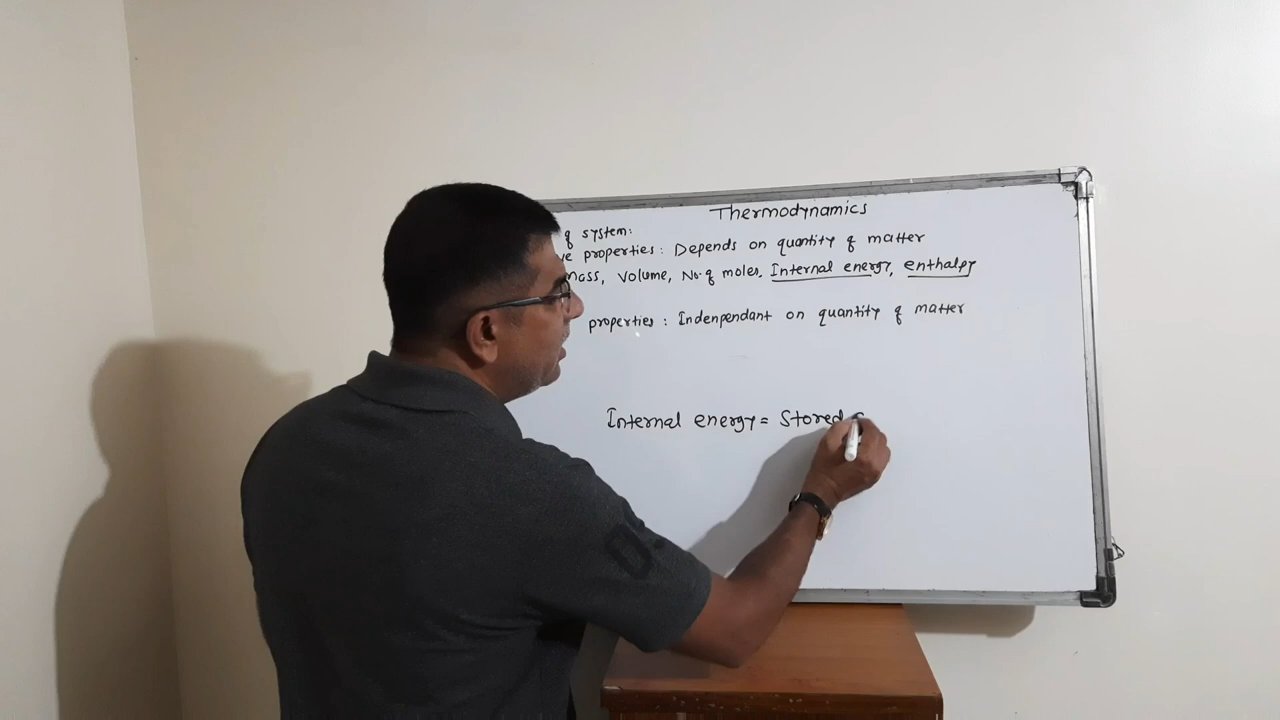 Thermodynamics
of system:
ve properties: Depends on quantity of matter
mass, Volume, No. of moles, Internal energy, enthalpy
properties: Indenpendant on quantity of matter
Internal energy = Stored